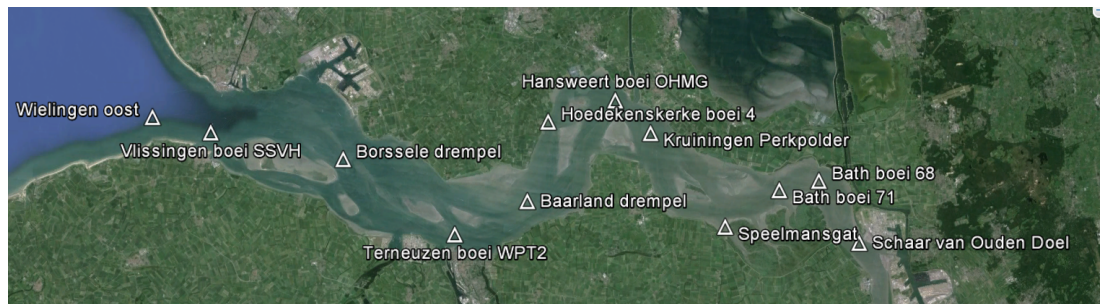 Hansweert boei OHMG
Wielingen oost
Hoedekenskerke boei 4
Kruiningen Perkpolder
Vlissingen boei SSVH
Borssele drempel
Bath boei 68
Bath boei 71
Baarland drempel
Speelmansgat
Schaar van Ouden Doel
Terneuzen boei WPT2